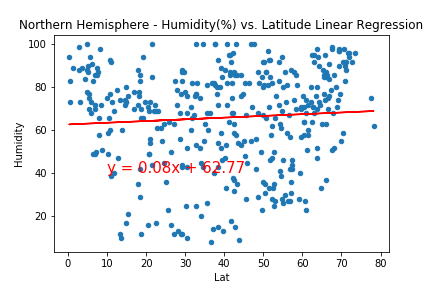 Northern Hemisphere - Humidity(%) vs. Latitude Linear Regression
100
80
60
40
20
Humidity
y = 0.08x + 62.77
0 10 20 30 40 50 60 70 80
Lat